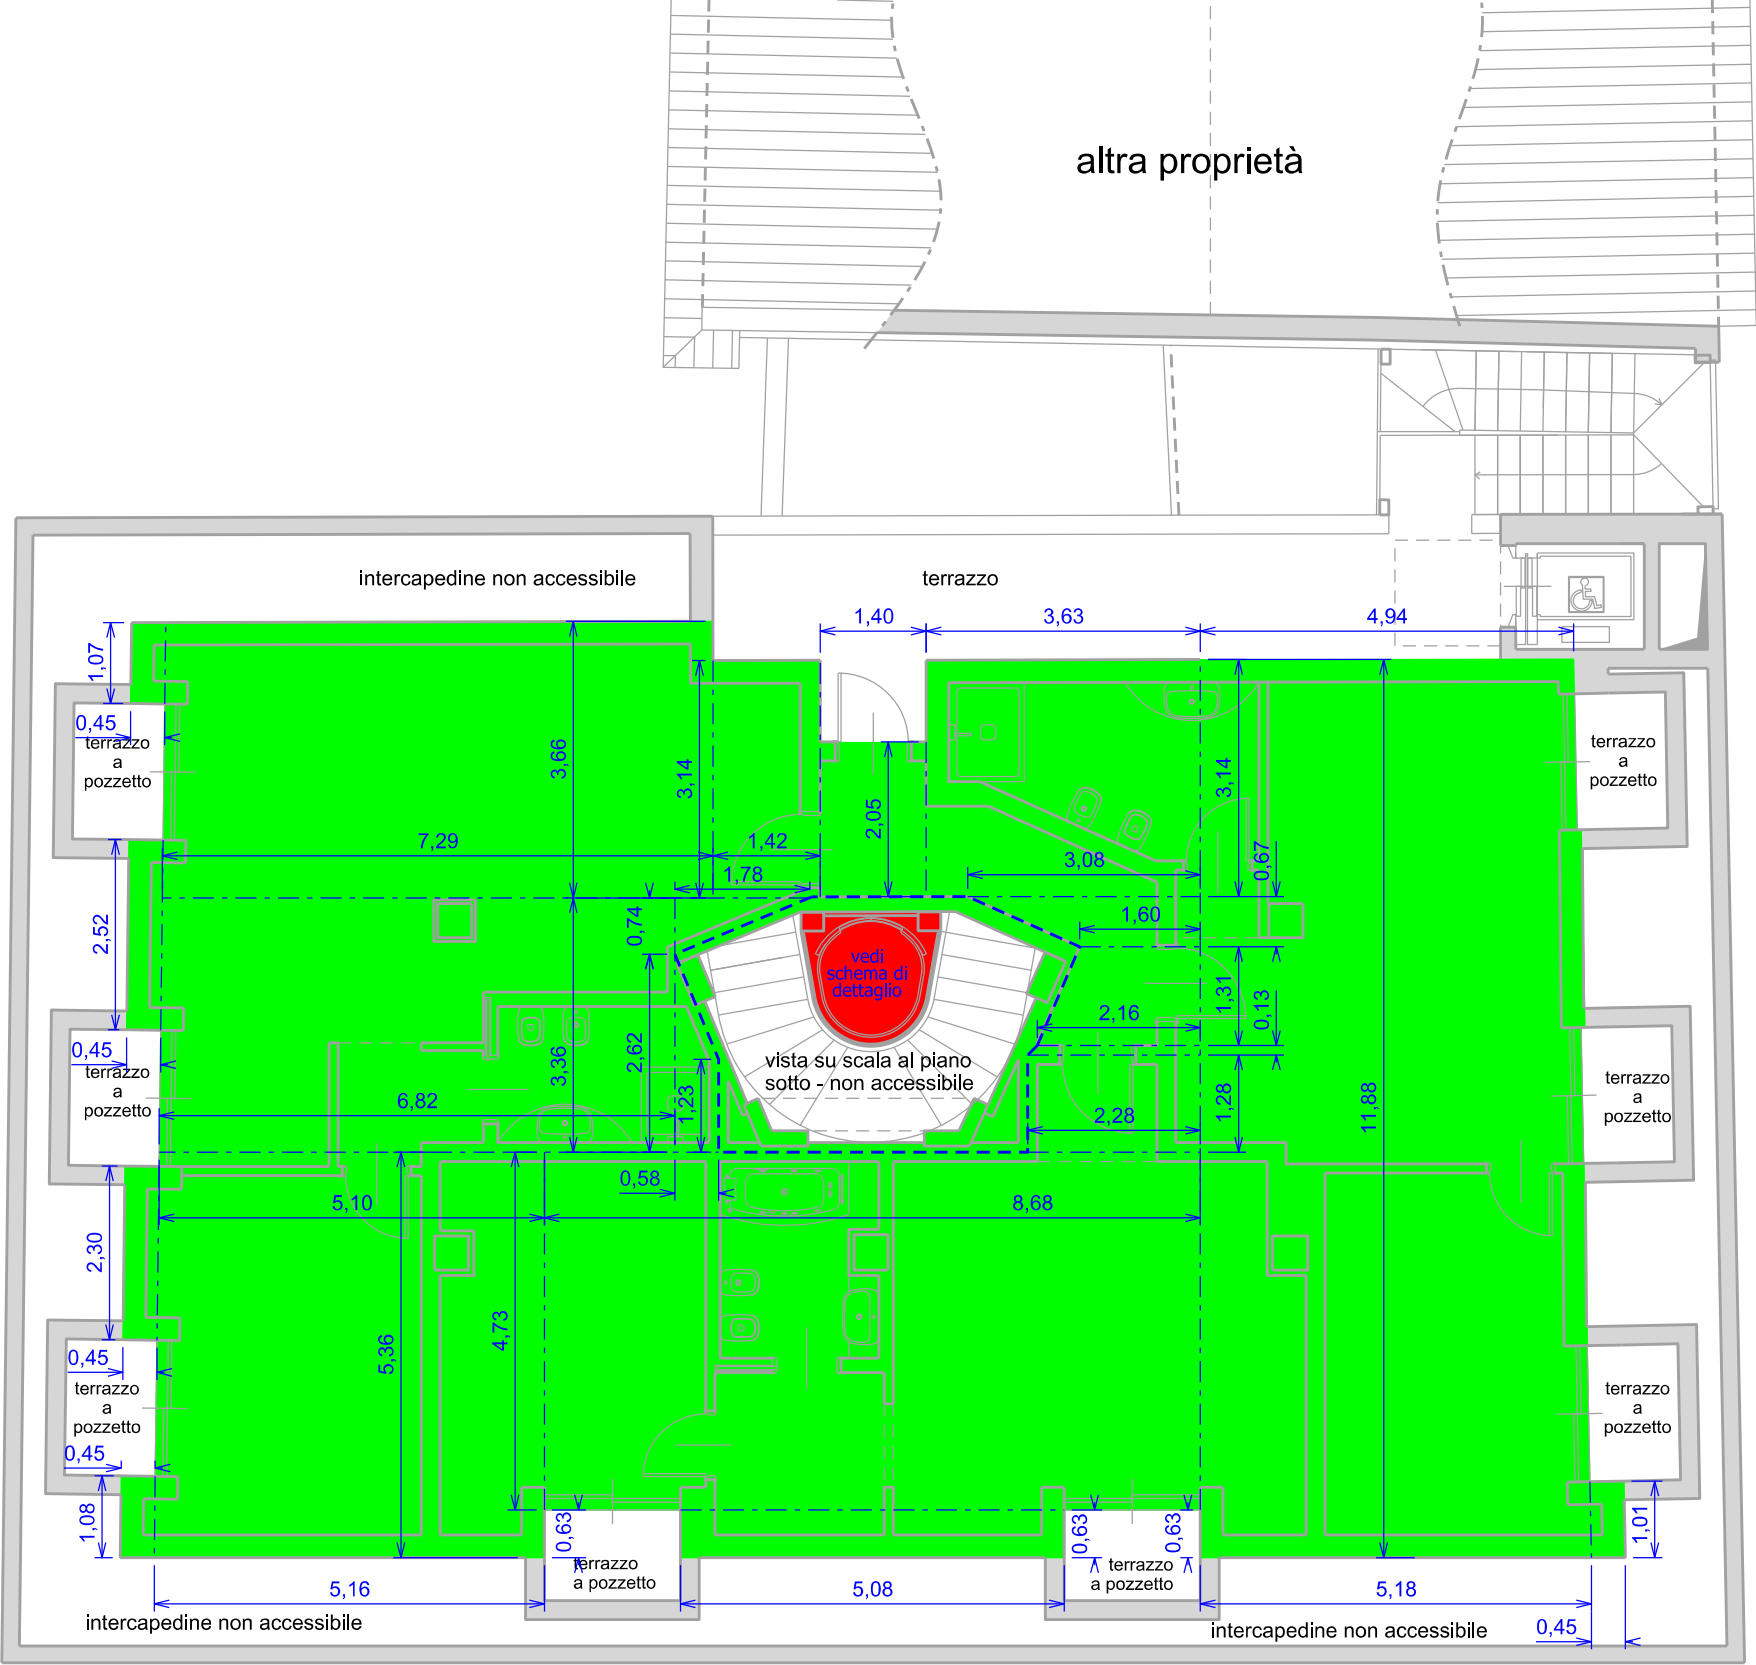 altra proprietà
intercapedine non accessibile
terrazzo
1,40
3,63
4,94
1,07
0,45
terrazzo
a
pozzetto
3,66
3,14
2,05
3,14
terrazzo
a
pozzetto
7,29
1,42
1,78
3,08
0,67
2,52
0,74
1,60
vedi
schema di
dettaglio
1,31
0,13
2,16
0,45
terrazzo
a
pozzetto
3,36
2,62
1,23
vista su scala al piano
sotto - non accessibile
6,82
2,28
1,28
11,88
terrazzo
a
pozzetto
0,58
5,10
8,68
2,30
4,73
5,36
0,45
terrazzo
a
pozzetto
0,45
terrazzo
a
pozzetto
1,08
0,63
terrazzo
a pozzetto
0,63
0,63
terrazzo
a pozzetto
1,01
5,16
5,08
5,18
0,45
intercapedine non accessibile
intercapedine non accessibile